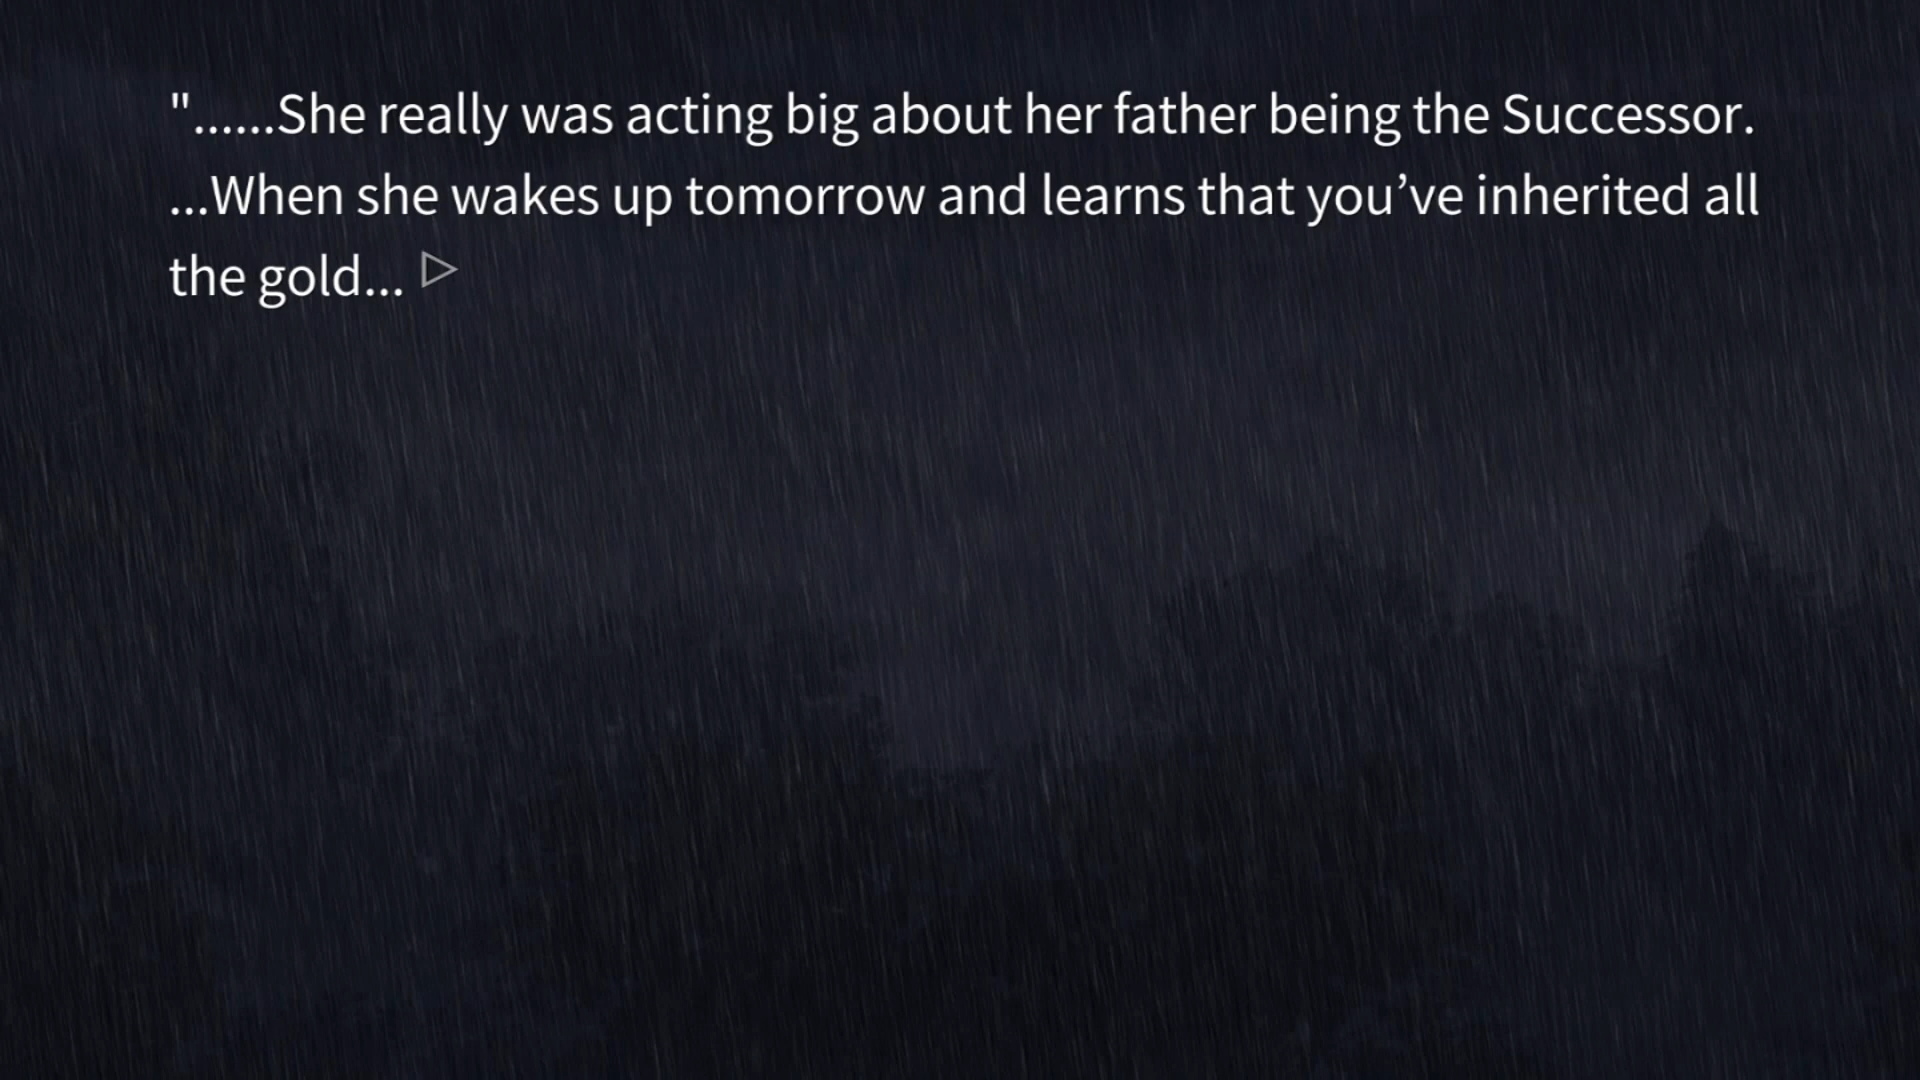 "......She really was acting big about her father being the Successor.
...When she wakes up tomorrow and learns that you’ve inherited all
the gold...